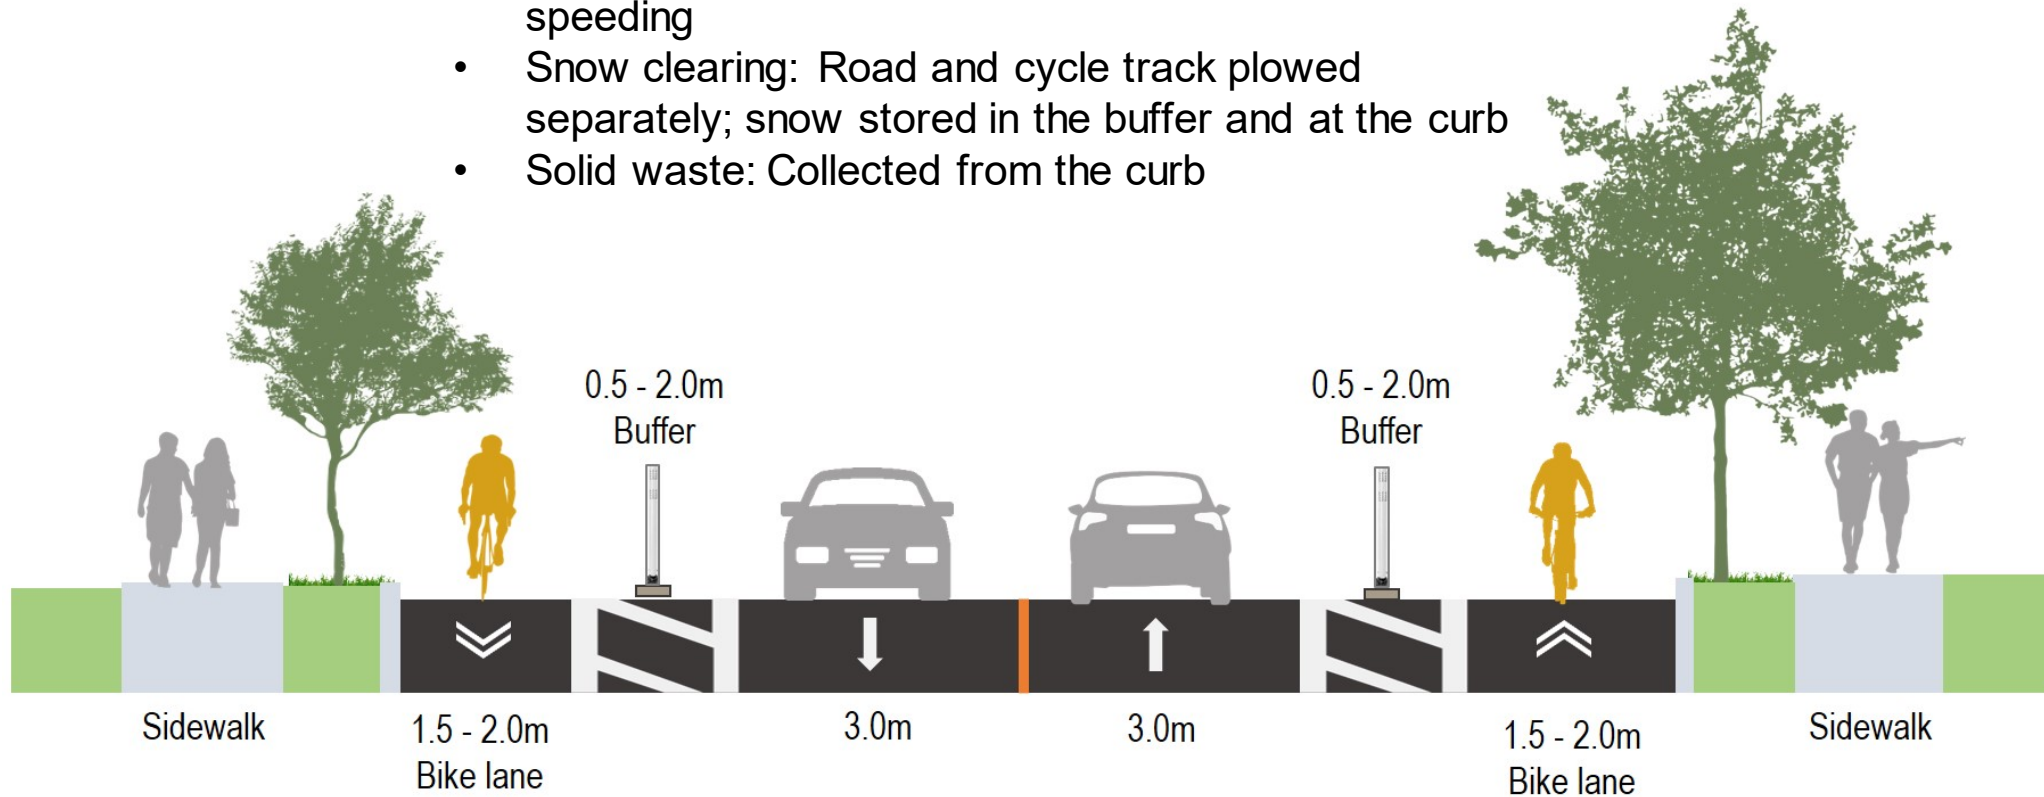 speeding
• Snow clearing: Road and cycle track plowed
separately; snow stored in the buffer and at the curb
• Solid waste: Collected from the curb
0.5 - 2.0m
Buffer
0.5 - 2.0m
Buffer
Sidewalk
1.5 - 2.0m
Bike lane
3.0m
3.0m
1.5 - 2.0m
Bike lane
Sidewalk